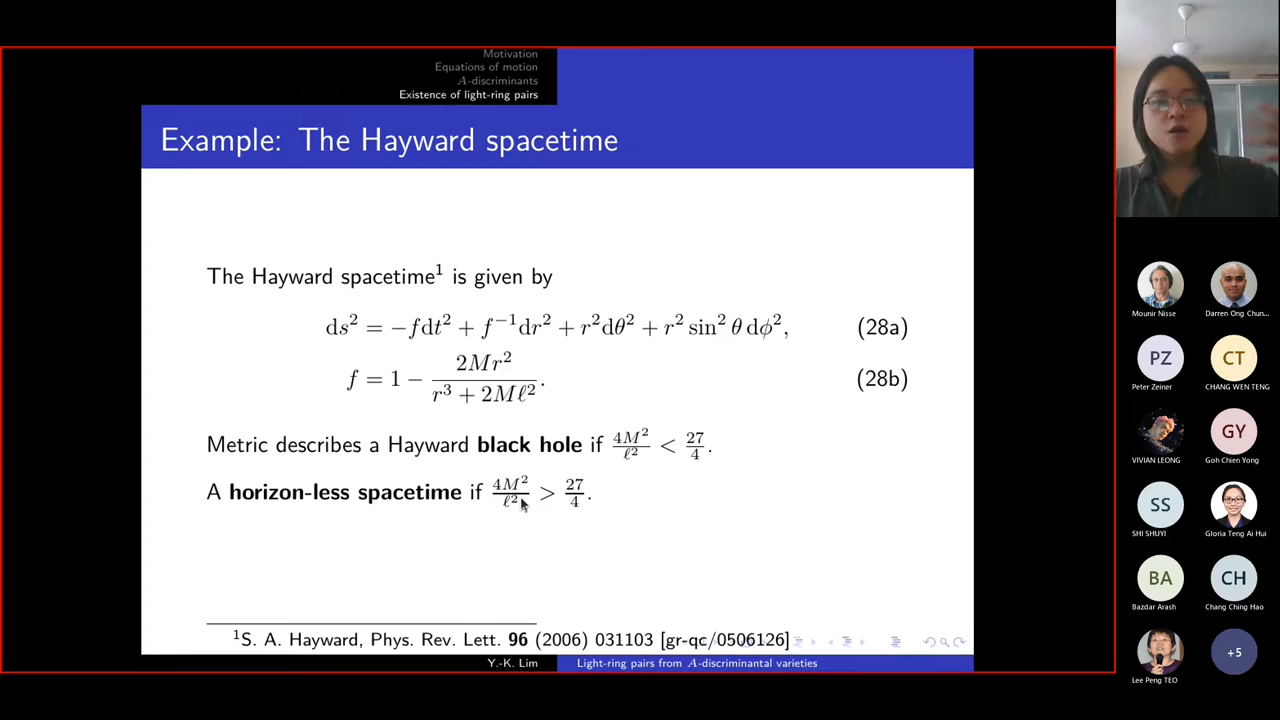 Motivation
Equations of motion
A-discriminants
Existence of light-ring pairs
Example: The Hayward spacetime
The Hayward spacetime¹ is given by
ds² = −fdt² + f⁻¹dr² + r²dθ² + r² sin² θ dϕ², (28a)
f = 1 − 2Mr² / r³ + 2Mℓ² . (28b)
Metric describes a Hayward black hole if 4M²/ℓ² < 27/4.
A horizon-less spacetime if 4M²/ℓ² > 27/4.
¹S. A. Hayward, Phys. Rev. Lett. 96 (2006) 031103 [gr-qc/0506126]
Y.-K. Lim Light-ring pairs from A-discriminantal varieties
Mounir Nisse
Darren Ong Chun...
PZ
Peter Zeiner
CT
CHANG WEN TENG
VIVIAN LEONG
GY
Goh Chien Yong
SS
SHI SHUYI
Gloria Teng Ai Hui
BA
Bazdar Arash
CH
Chang Ching Hao
Lee Peng TEO
+5